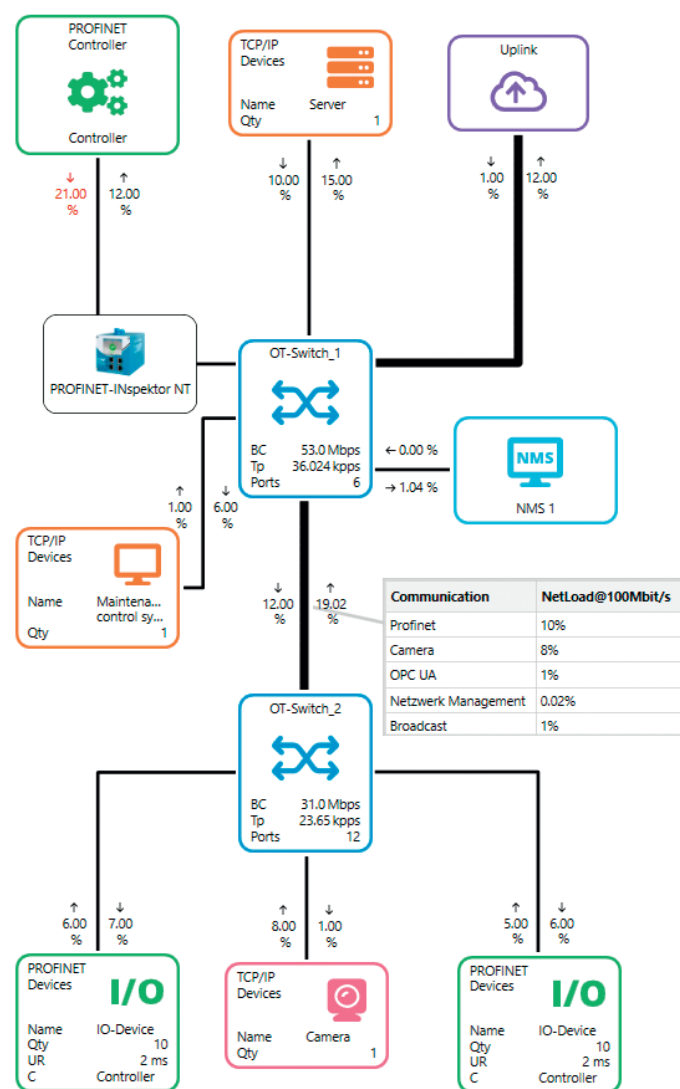 PROFINET
Controller
Controller
TCP/IP
Devices
Name Server
Qty 1
Uplink
↓ ↑
21.00 12.00
% %
↓ ↑
10.00 15.00
% %
↓ ↑
1.00 12.00
% %
PROFINET-INspektor NT
OT-Switch_1
BC 53.0 Mbps
Tp 36.024 kpps
Ports 6
← 0.00 %
→ 1.04 %
NMS
NMS 1
↑ ↓
1.00 6.00
% %
TCP/IP
Devices
Name Maintena...
control sy...
Qty 1
↓ ↑
12.00 19.02
% %
Communication NetLoad@100Mbit/s
Profinet 10%
Camera 8%
OPC UA 1%
Netzwerk Management 0.02%
Broadcast 1%
OT-Switch_2
BC 31.0 Mbps
Tp 23.65 kpps
Ports 12
↑ ↓
6.00 7.00
% %
↑ ↓
8.00 1.00
% %
↑ ↓
5.00 6.00
% %
PROFINET
Devices
I/O
Name IO-Device
Qty 10
UR 2 ms
C Controller
TCP/IP
Devices
Name Camera
Qty 1
PROFINET
Devices
I/O
Name IO-Device
Qty 10
UR 2 ms
C Controller